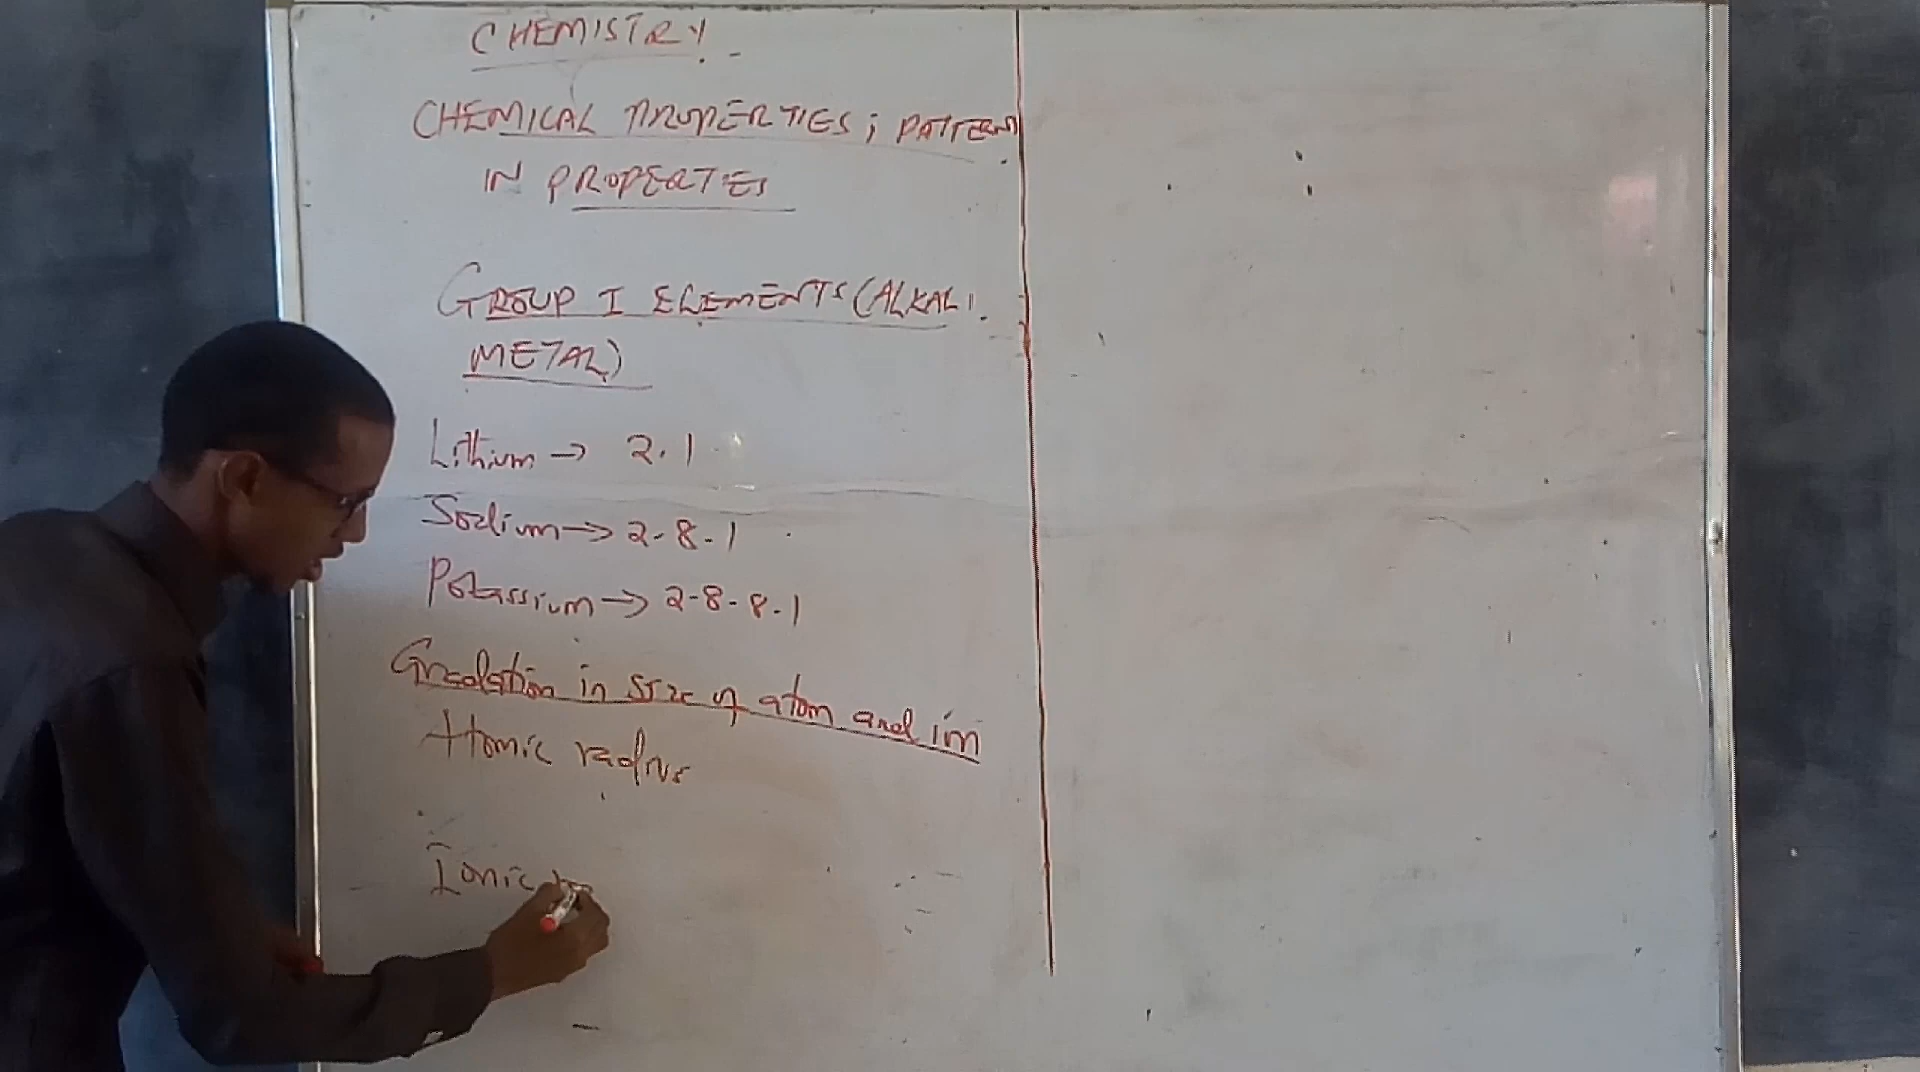 CHEMISTRY.
CHEMICAL PROPERTIES; PATTERN
IN PROPERTIES
GROUP I ELEMENTS (ALKALI
METAL)
Lithium → 2.1
Sodium → 2-8-1
Potassium → 2-8-8-1
Gradation in size of atom and ion
Atomic radius
Ionic